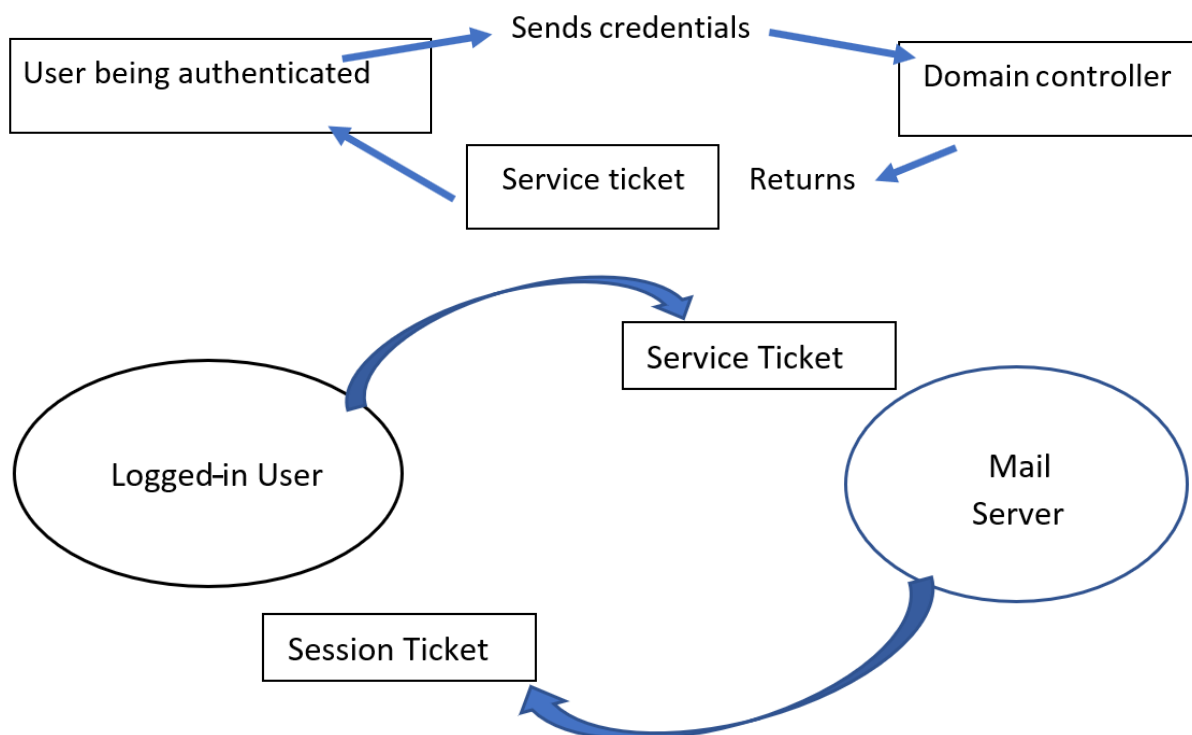 Sends credentials
User being authenticated
Domain controller
Service ticket
Returns
Service Ticket
Logged-in User
Mail
Server
Session Ticket